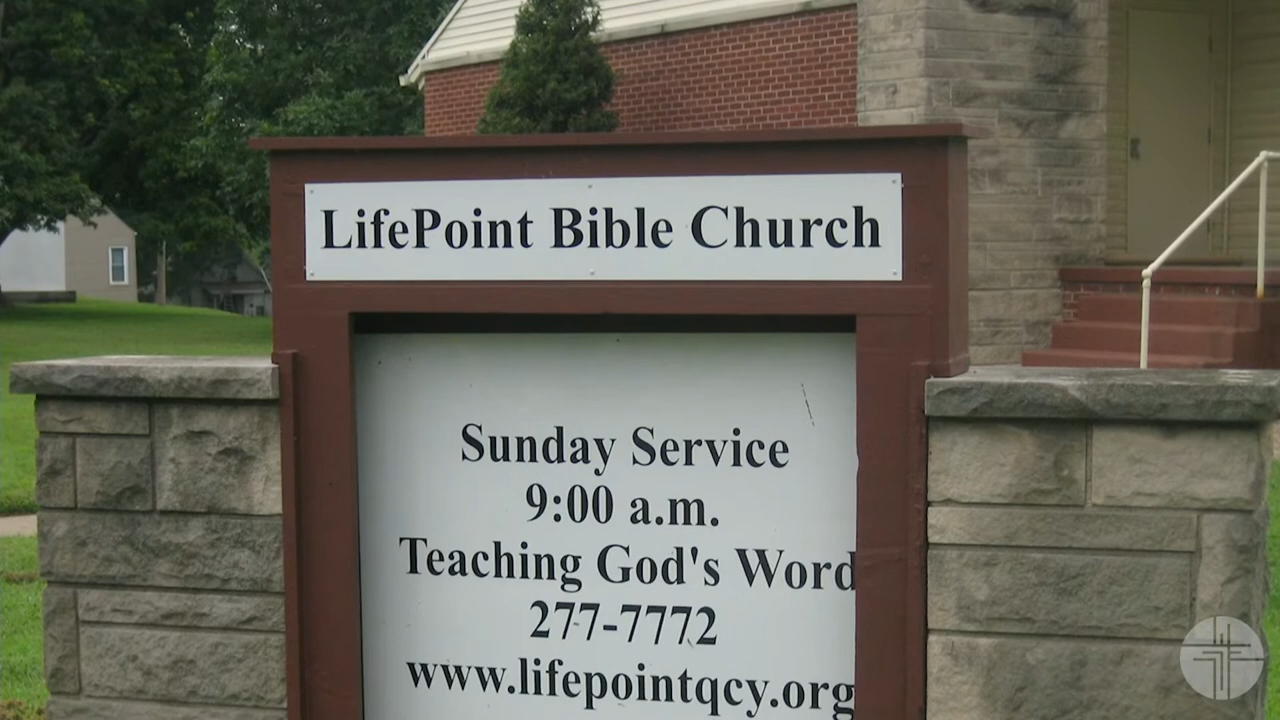 LifePoint Bible Church
Sunday Service
9:00 a.m.
Teaching God's Word
277-7772
www.lifepointqcy.org